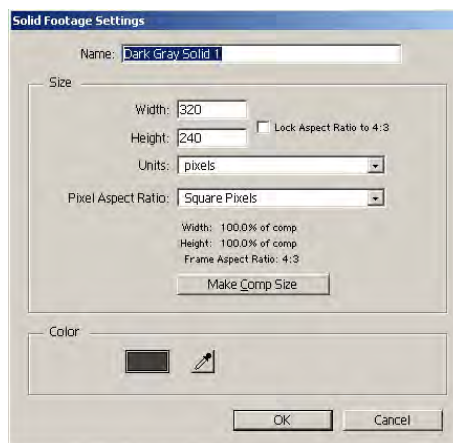 Solid Footage Settings
Name: Dark Gray Solid 1
Size
Width: 320
Lock Aspect Ratio to 4:3
Height: 240
Units: pixels
Pixel Aspect Ratio: Square Pixels
Width: 100.0% of comp
Height: 100.0% of comp
Frame Aspect Ratio: 4:3
Make Comp Size
Color
OK Cancel